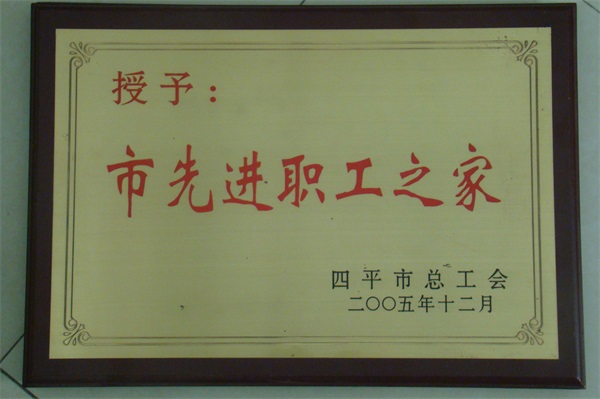 授予：
市先进职工之家
四平市总工会
二〇〇五年十二月